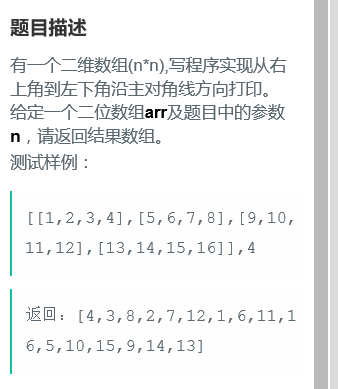 题目描述
有一个二维数组(n*n),写程序实现从右
上角到左下角沿主对角线方向打印。
给定一个二位数组arr及题目中的参数
n，请返回结果数组。
测试样例：
[[1,2,3,4],[5,6,7,8],[9,10,
11,12],[13,14,15,16]],4
返回：[4,3,8,2,7,12,1,6,11,1
6,5,10,15,9,14,13]